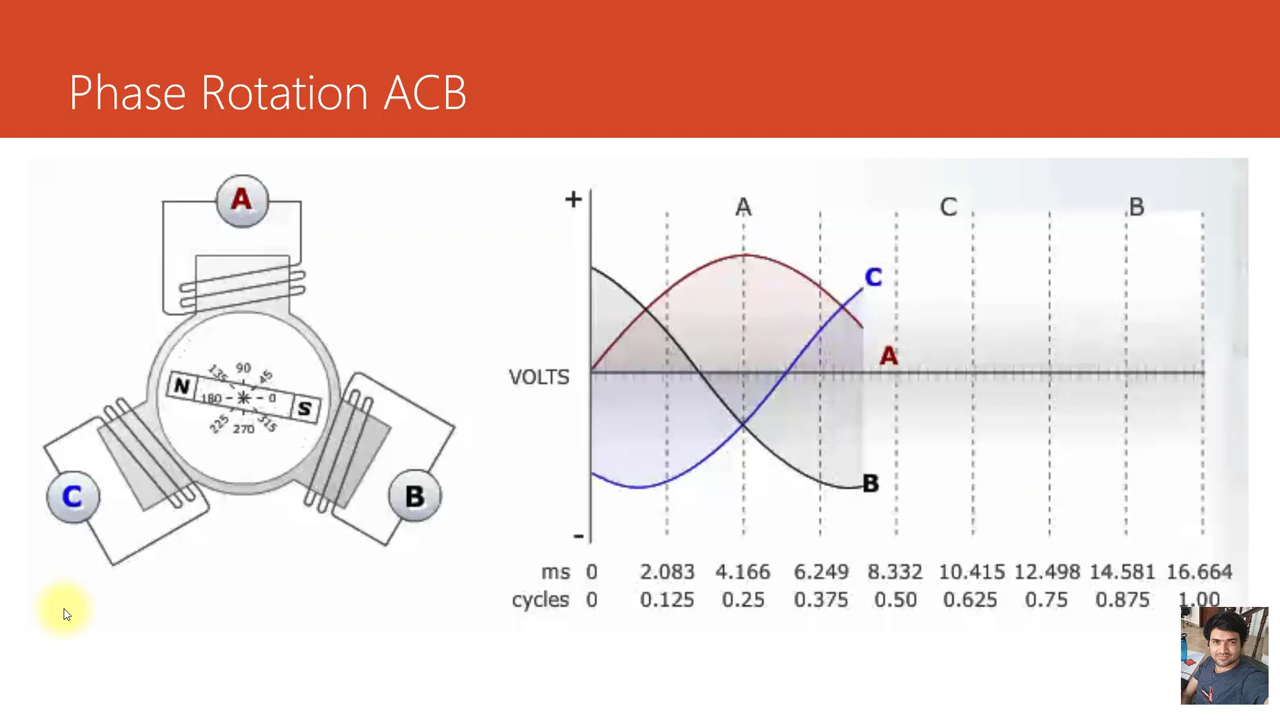 Phase Rotation ACB
A
C
B
N
S
135
90
45
180
0
225
270
315
+
VOLTS
-
A
C
B
C
A
B
ms 0 2.083 4.166 6.249 8.332 10.415 12.498 14.581 16.664
cycles 0 0.125 0.25 0.375 0.50 0.625 0.75 0.875 1.00